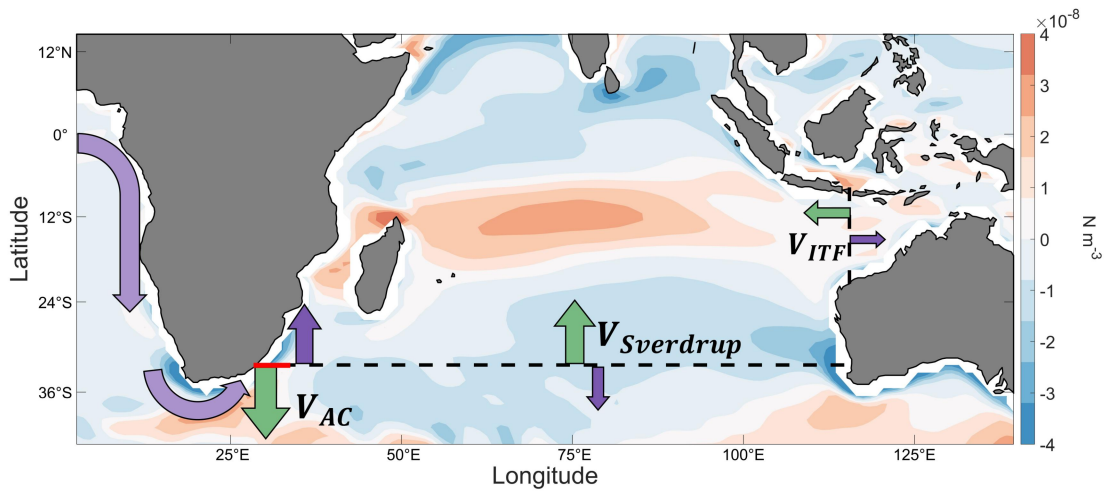 ×10⁻⁸
12°N
0°
12°S
24°S
36°S
Latitude
V_ITF
V_Sverdrup
V_AC
4
3
2
1
0
-1
-2
-3
-4
N m⁻³
25°E
50°E
75°E
100°E
125°E
Longitude